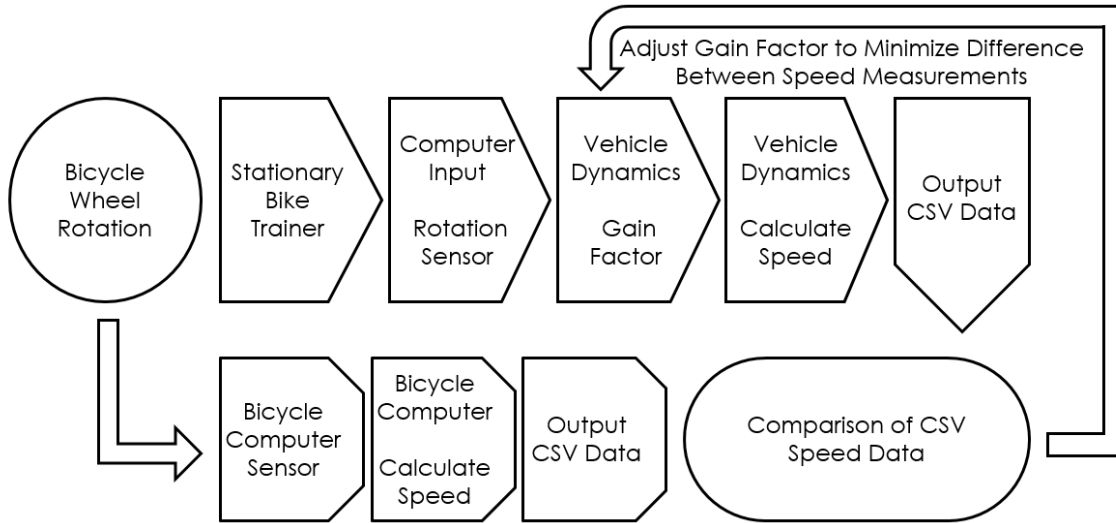 Adjust Gain Factor to Minimize Difference
Between Speed Measurements
Bicycle
Wheel
Rotation
Stationary
Bike
Trainer
Computer
Input
Rotation
Sensor
Vehicle
Dynamics
Gain
Factor
Vehicle
Dynamics
Calculate
Speed
Output
CSV Data
Bicycle
Computer
Sensor
Bicycle
Computer
Calculate
Speed
Output
CSV Data
Comparison of CSV
Speed Data